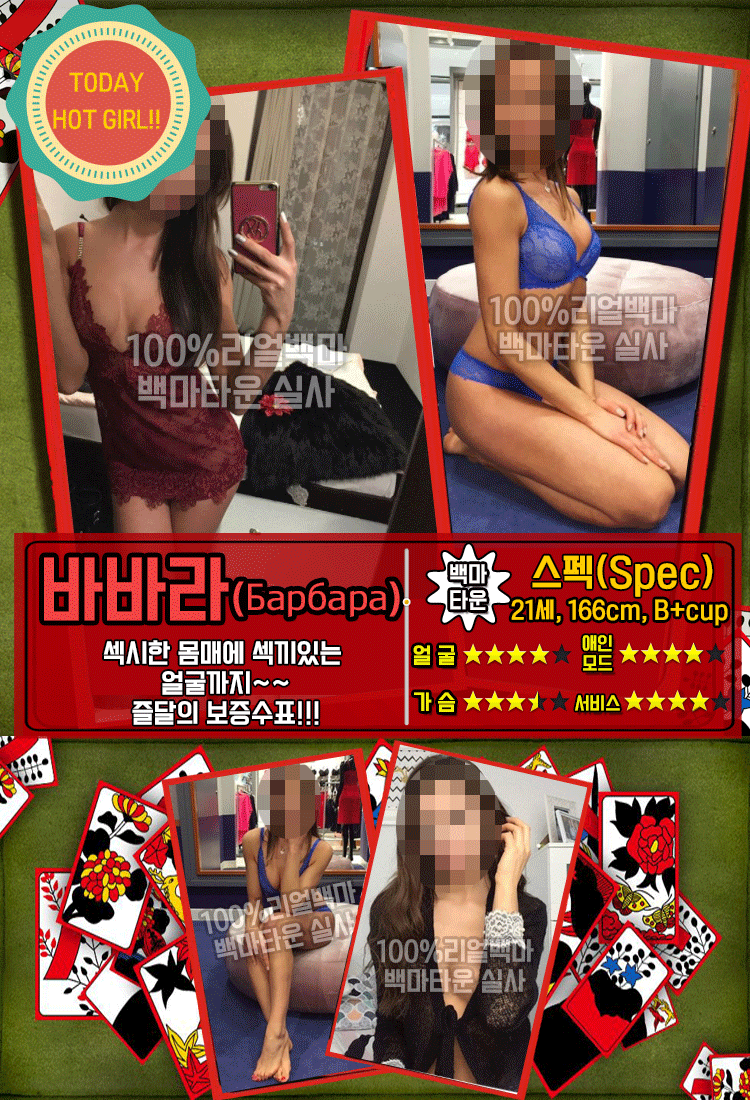 TODAY
HOT GIRL!!
100%리얼백마
백마타운 실사
100%리얼백마
백마타운 실사
바바라(Барбара)
섹시한 몸매에 섹끼있는
얼굴까지~~
즐달의 보증수표!!!
백마
타운
스펙(Spec)
21세, 166cm, B+cup
얼굴 ★★★★★
애인
모드 ★★★★★
가슴 ★★★★★
서비스 ★★★★★
100%리얼백마
백마타운 실사
100%리얼백마
백마타운 실사